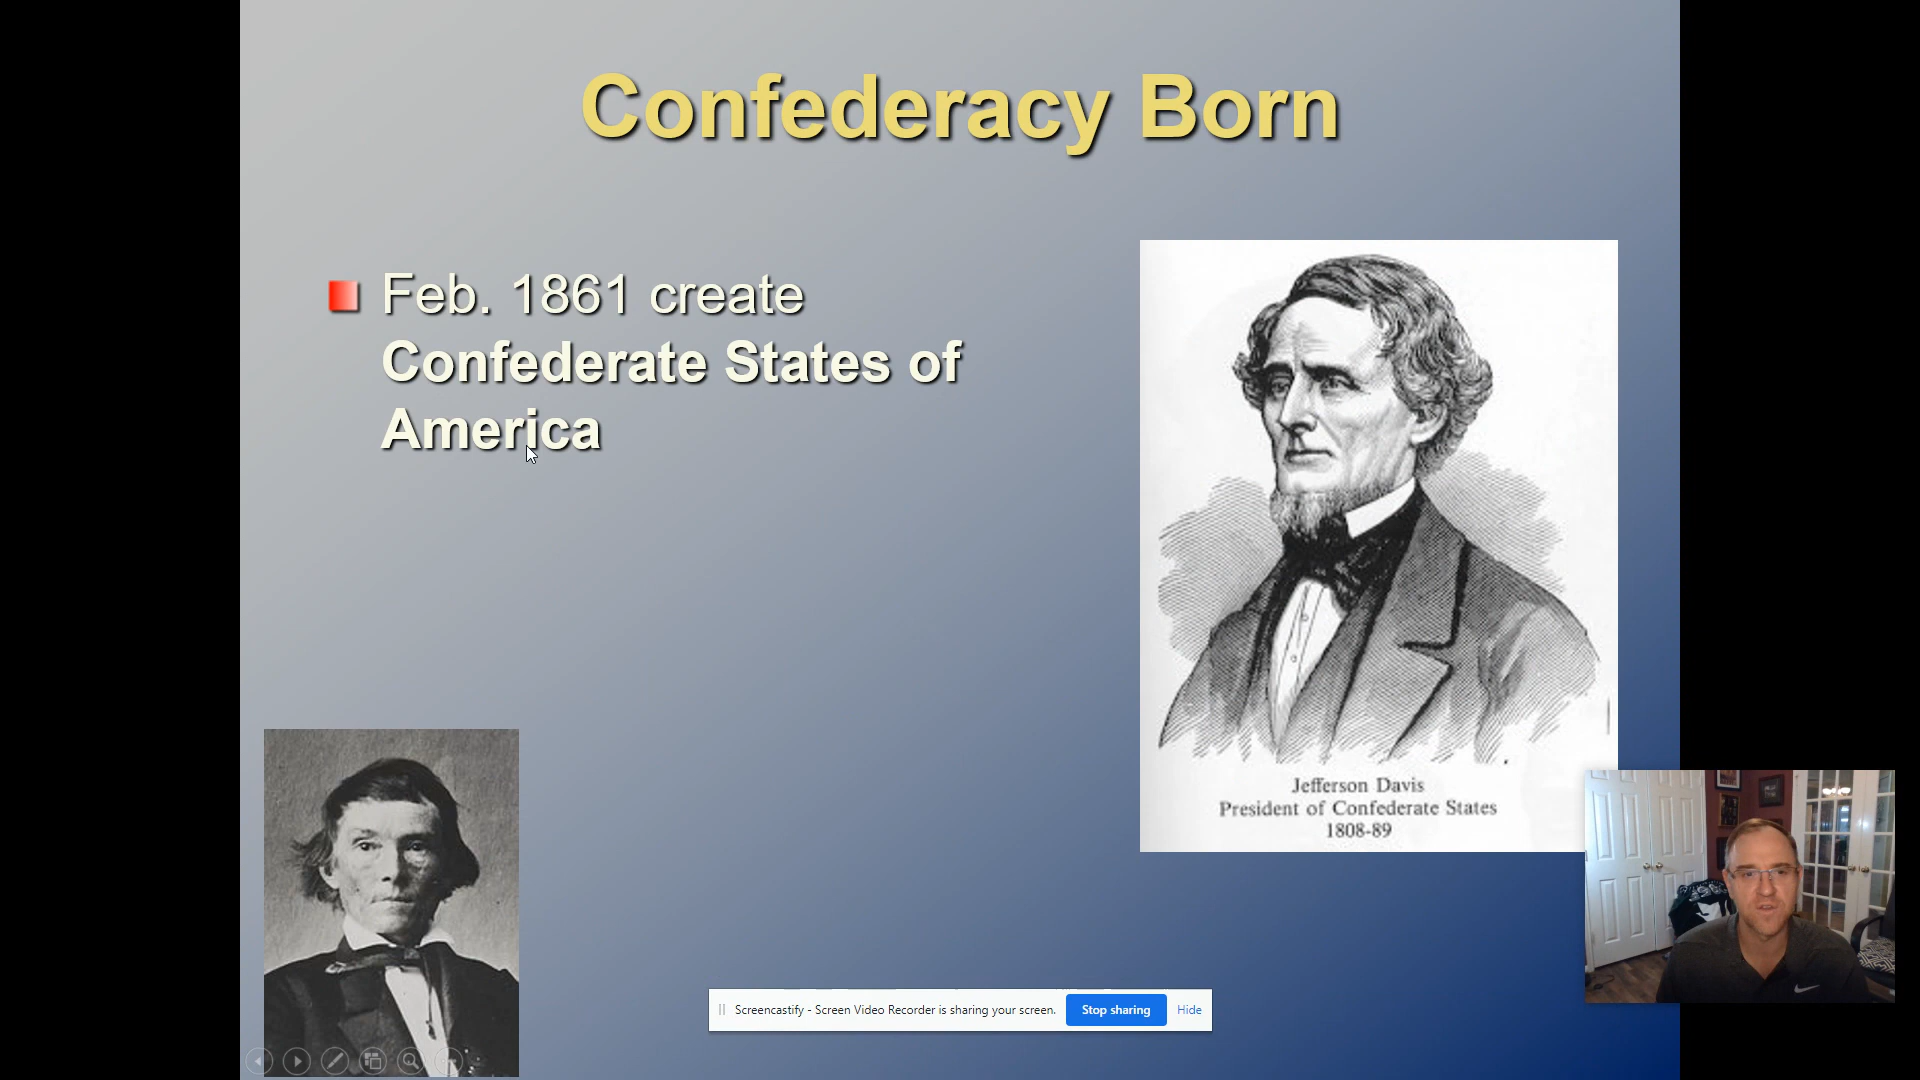 Confederacy Born
Feb. 1861 create
Confederate States of
America
Jefferson Davis
President of Confederate States
1808-89
Screencastify - Screen Video Recorder is sharing your screen.
Stop sharing
Hide